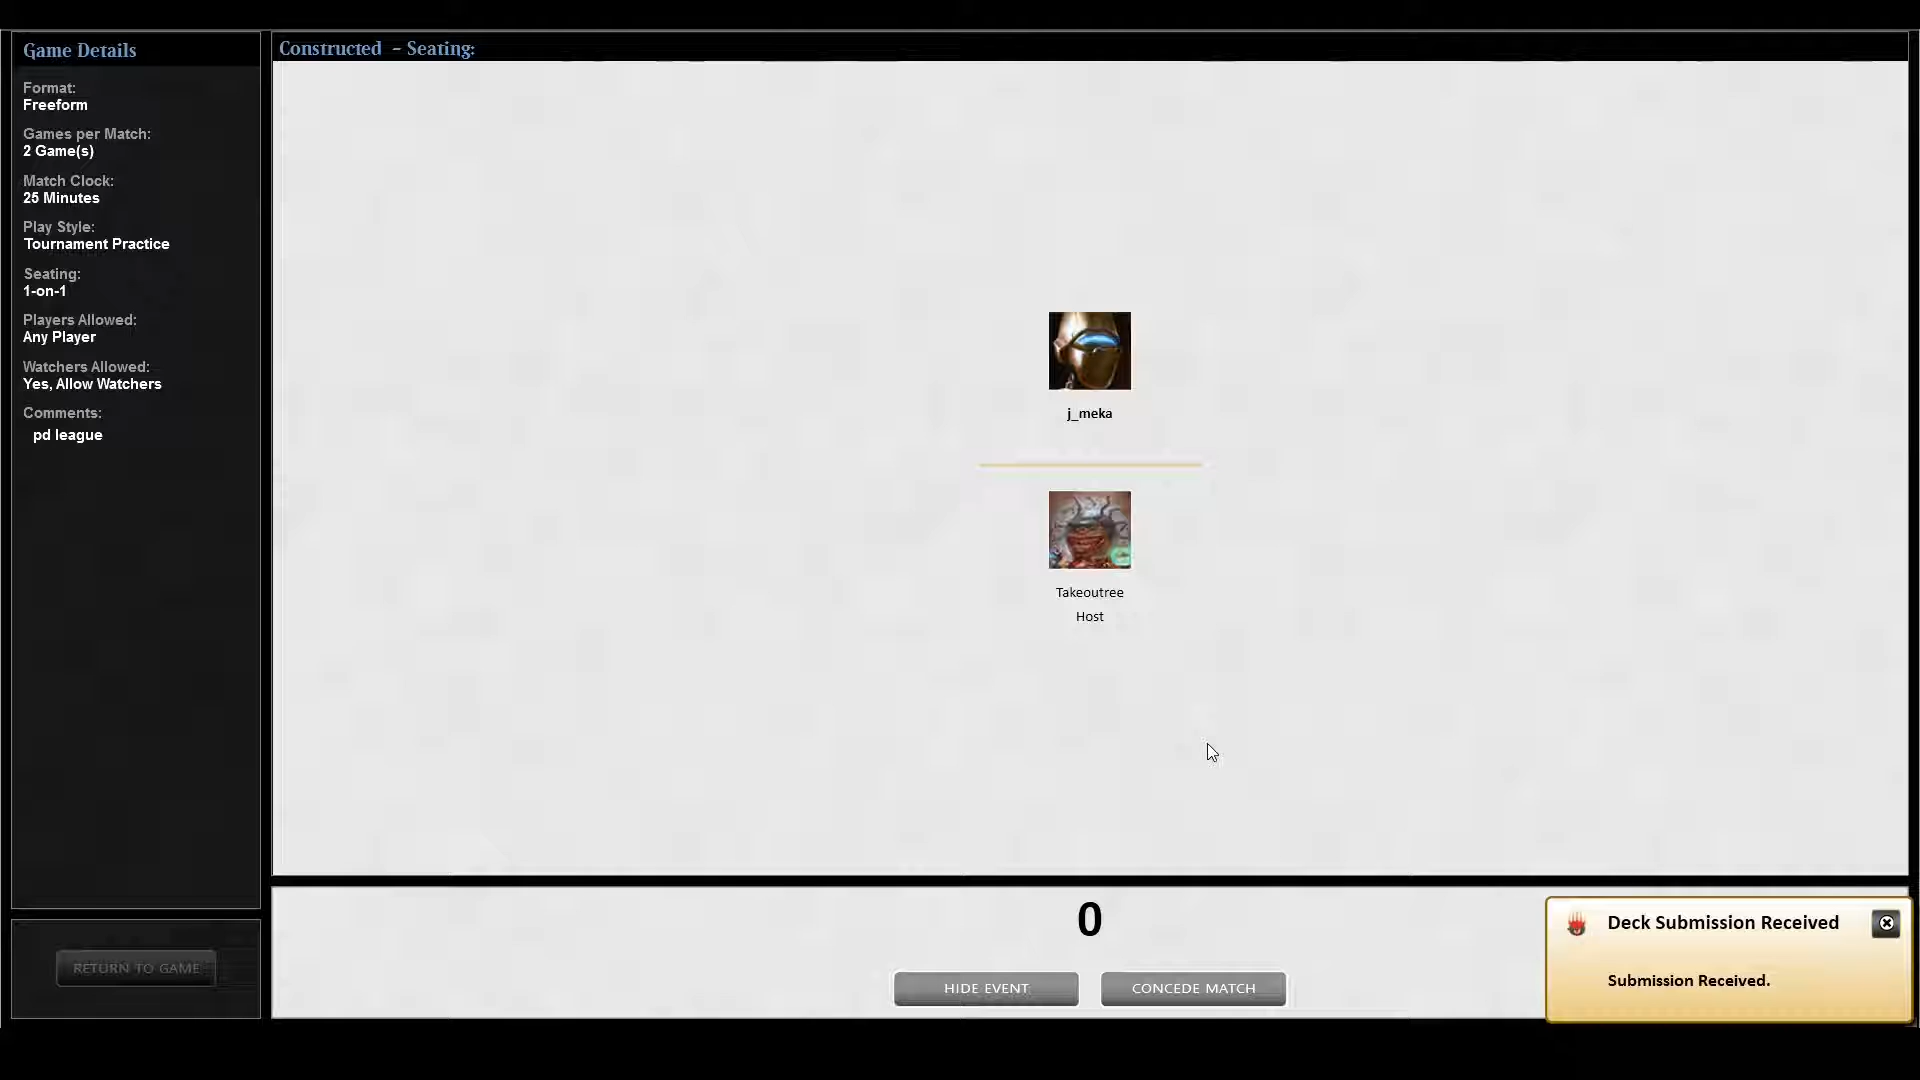 Game Details
Format:
Freeform
Games per Match:
2 Game(s)
Match Clock:
25 Minutes
Play Style:
Tournament Practice
Seating:
1-on-1
Players Allowed:
Any Player
Watchers Allowed:
Yes, Allow Watchers
Comments:
pd league
RETURN TO GAME
Constructed – Seating:
j_meka
Takeoutree
Host
0
HIDE EVENT
CONCEDE MATCH
Deck Submission Received
Submission Received.